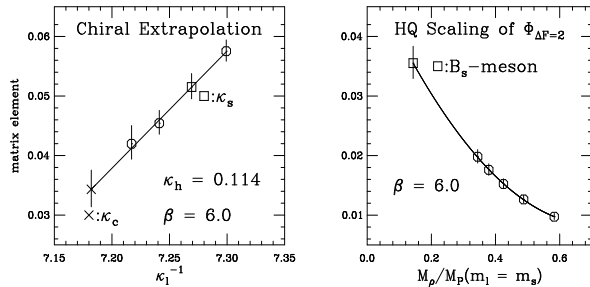 Chiral Extrapolation
0.06
0.05
0.04
0.03
matrix element
□:κs
κh = 0.114
×:κc
β = 6.0
7.15
7.20
7.25
7.30
7.35
κl⁻¹
HQ Scaling of ΦΔF=2
0.04
0.03
0.02
0.01
□:Bs-meson
β = 6.0
0.0
0.2
0.4
0.6
Mρ/MP(ml = ms)